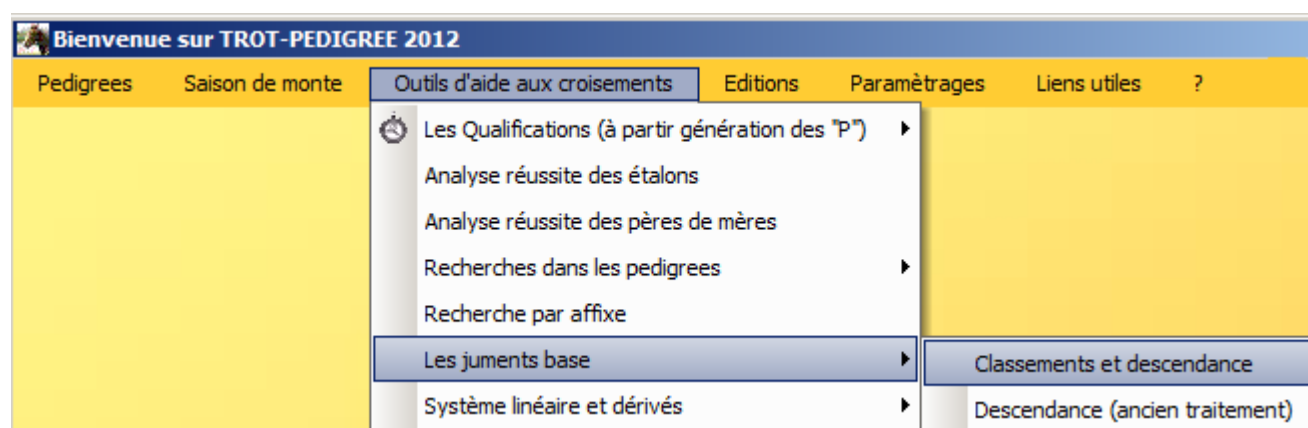 Bienvenu sur TROT-PEDIGREE 2012
Pedigrees Saison de monte Outils d'aide aux croisements Editions Paramètrages Liens utiles ?
Les Qualifications (à partir génération des "P")
Analyse réussite des étalons
Analyse réussite des pères de mères
Recherches dans les pedigrees
Recherche par affixe
Les juments base
Classements et descendance
Système linéaire et dérivés
Descendance (ancien traitement)